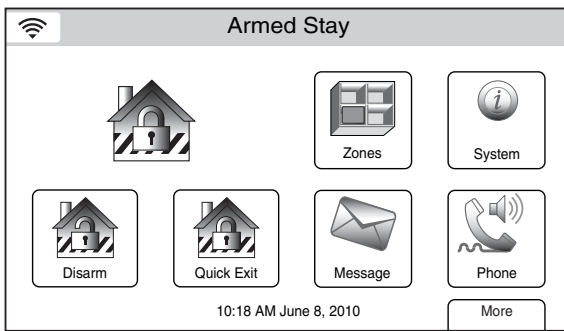 Armed Stay
Zones
System
Disarm
Quick Exit
Message
Phone
10:18 AM June 8, 2010
More